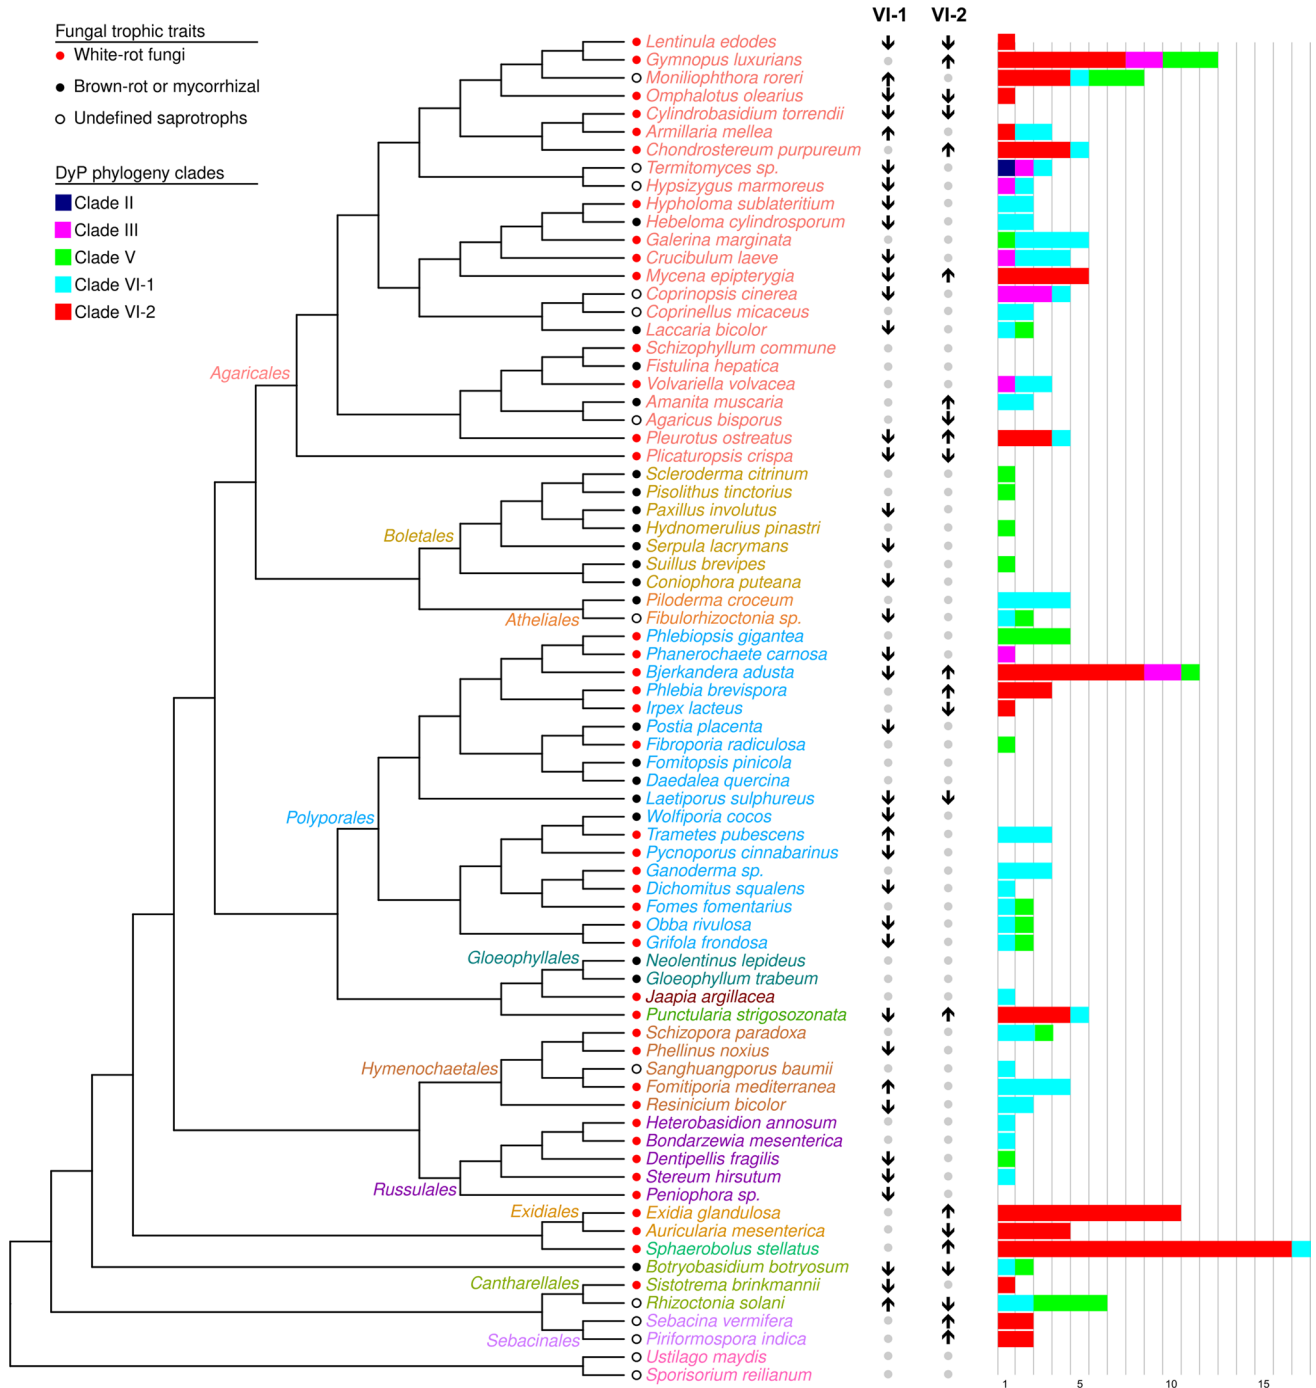 VI-1 VI-2
Fungal trophic traits
White-rot fungi
Brown-rot or mycorrhizal
Undefined saprotrophs
DyP phylogeny clades
Clade II
Clade III
Clade V
Clade VI-1
Clade VI-2
Lentinula edodes
Gymnopus luxurians
Moniliophthora roreri
Omphalotus olearius
Cylindrobasidium torrendii
Armillaria mellea
Chondrostereum purpureum
Termitomyces sp.
Hypsizygus marmoreus
Hypholoma sublateritium
Hebeloma cylindrosporum
Galerina marginata
Crucibulum laeve
Mycena epipterygia
Coprinopsis cinerea
Coprinellus micaceus
Laccaria bicolor
Schizophyllum commune
Fistulina hepatica
Agaricales
Volvariella volvacea
Amanita muscaria
Agaricus bisporus
Pleurotus ostreatus
Plicaturopsis crispa
Scleroderma citrinum
Pisolithus tinctorius
Paxillus involutus
Hydnomerulius pinastri
Boletales
Serpula lacrymans
Suillus brevipes
Coniophora puteana
Piloderma croceum
Atheliales
Fibulorhizoctonia sp.
Phlebiopsis gigantea
Phanerochaete carnosa
Bjerkandera adusta
Phlebia brevispora
Irpex lacteus
Postia placenta
Fibroporia radiculosa
Fomitopsis pinicola
Daedalea quercina
Laetiporus sulphureus
Polyporales
Wolfiporia cocos
Trametes pubescens
Pycnoporus cinnabarinus
Ganoderma sp.
Dichomitus squalens
Fomes fomentarius
Obba rivulosa
Grifola frondosa
Gloeophyllales
Neolentinus lepideus
Gloeophyllum trabeum
Jaapia argillacea
Punctularia strigosozonata
Schizopora paradoxa
Phellinus noxius
Hymenochaetales
Sanghuangporus baumii
Fomitiporia mediterranea
Resinicium bicolor
Heterobasidion annosum
Bondarzewia mesenterica
Dentipellis fragilis
Stereum hirsutum
Russulales
Peniophora sp.
Exidiales
Exidia glandulosa
Auricularia mesenterica
Sphaerobolus stellatus
Botryobasidium botryosum
Cantharellales
Sistotrema brinkmannii
Rhizoctonia solani
Sebacina vermifera
Sebacinales
Piriformospora indica
Ustilago maydis
Sporisorium reilianum
1 5 10 15